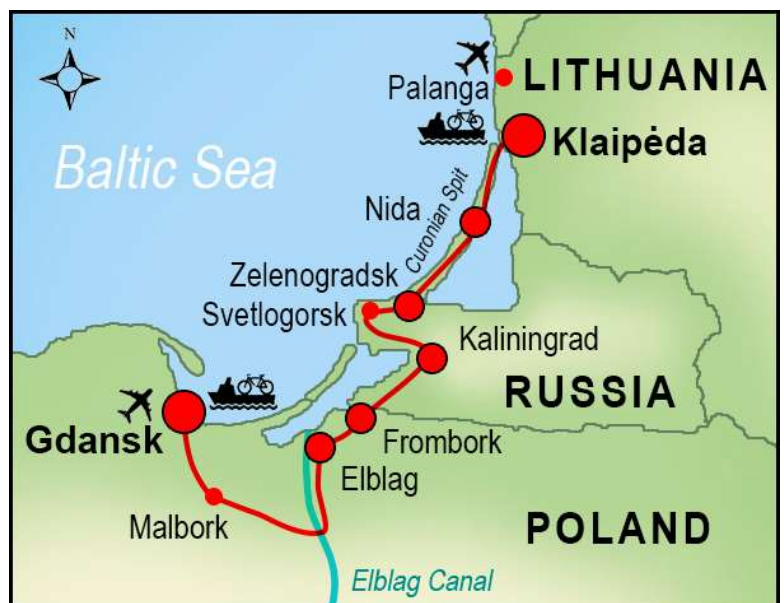 N
Palanga
LITHUANIA
Klaipėda
Baltic Sea
Nida
Curonian Spit
Zelenogradsk
Svetlogorsk
Kaliningrad
RUSSIA
Gdansk
Frombork
Elblag
Malbork
POLAND
Elblag Canal